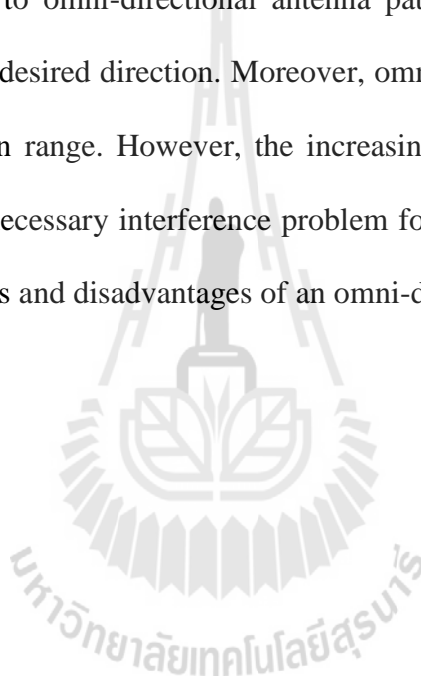 to omni-directional antenna pat
desired direction. Moreover, omn
n range. However, the increasin
ecessary interference problem fo
s and disadvantages of an omni-d
มหาวิทยาลัยเทคโนโลยีสุรนารี